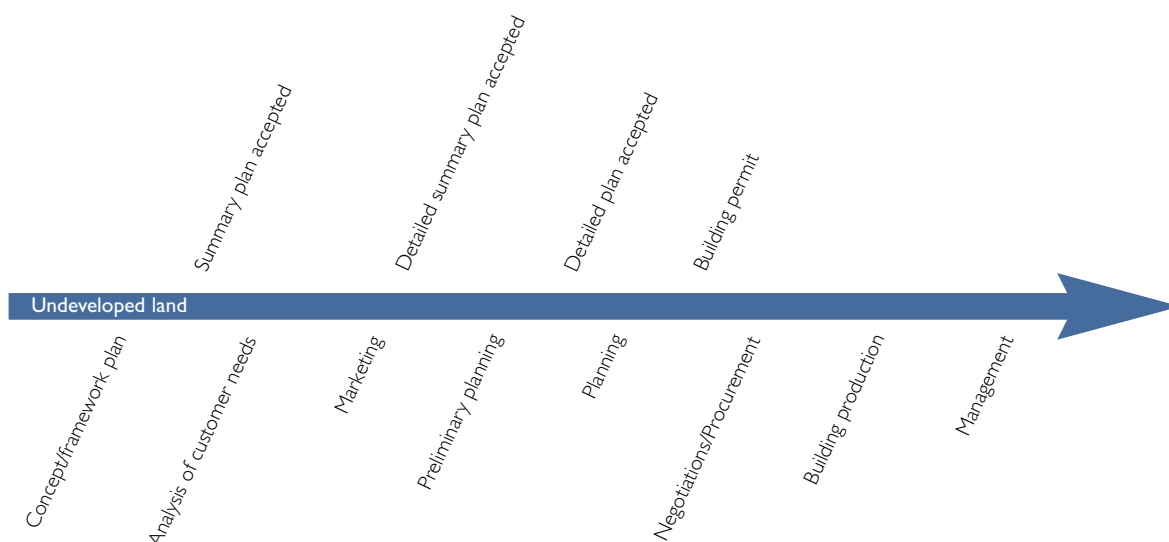 Summary plan accepted
Detailed summary plan accepted
Detailed plan accepted
Building permit
Undeveloped land
Concept/framework plan
Analysis of customer needs
Marketing
Preliminary planning
Planning
Negotiations/Procurement
Building production
Management